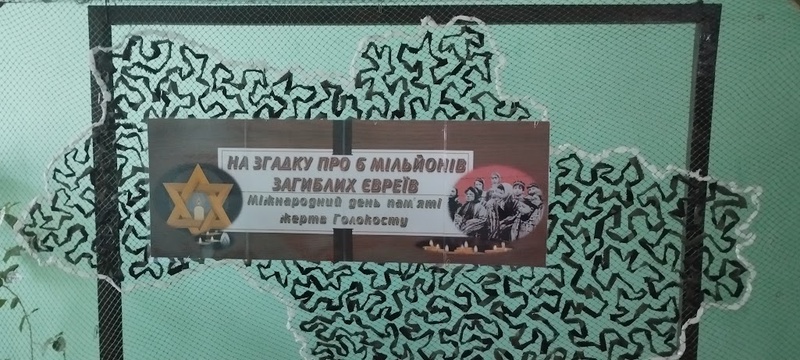 НА ЗГАДКУ ПРО 6 МІЛЬЙОНІВ
ЗАГИБЛИХ ЄВРЕЇВ
Міжнародний день пам'яті
жертв Голокосту